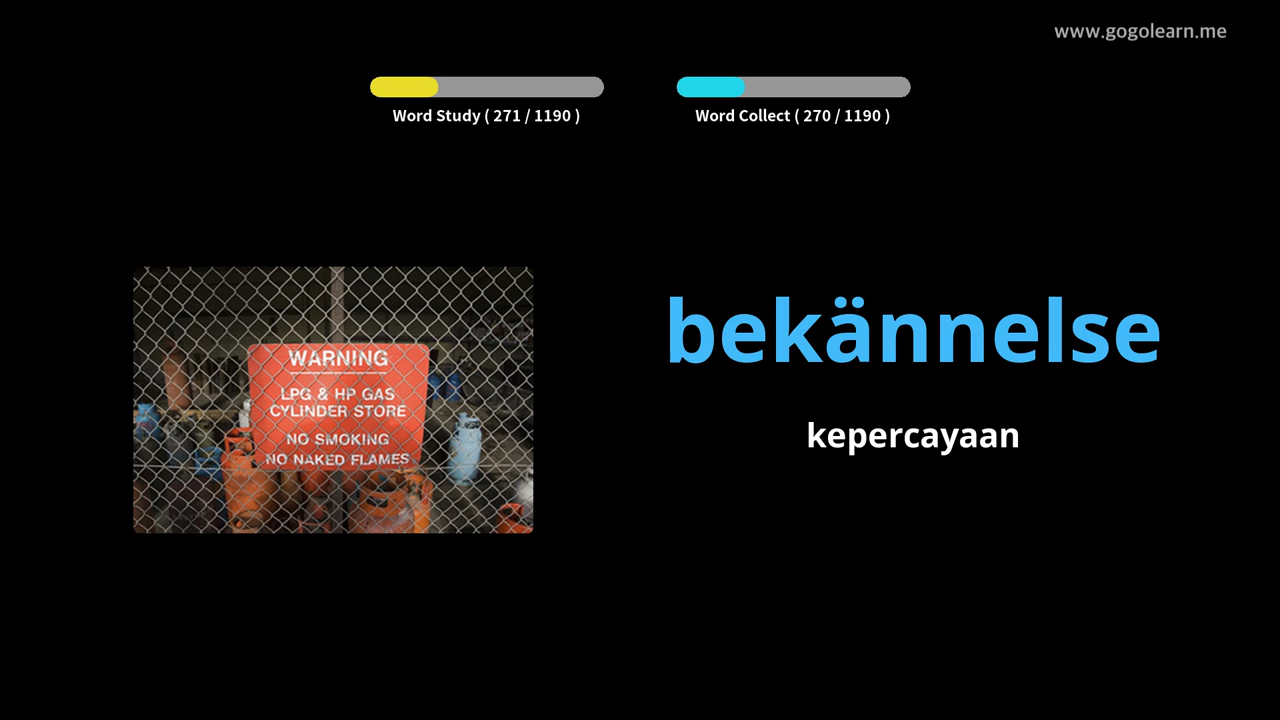 www.gogolearn.me
Word Study ( 271 / 1190 )
Word Collect ( 270 / 1190 )
WARNING
LPG & HP GAS
CYLINDER STORE
NO SMOKING
NO NAKED FLAMES
bekännelse
kepercayaan